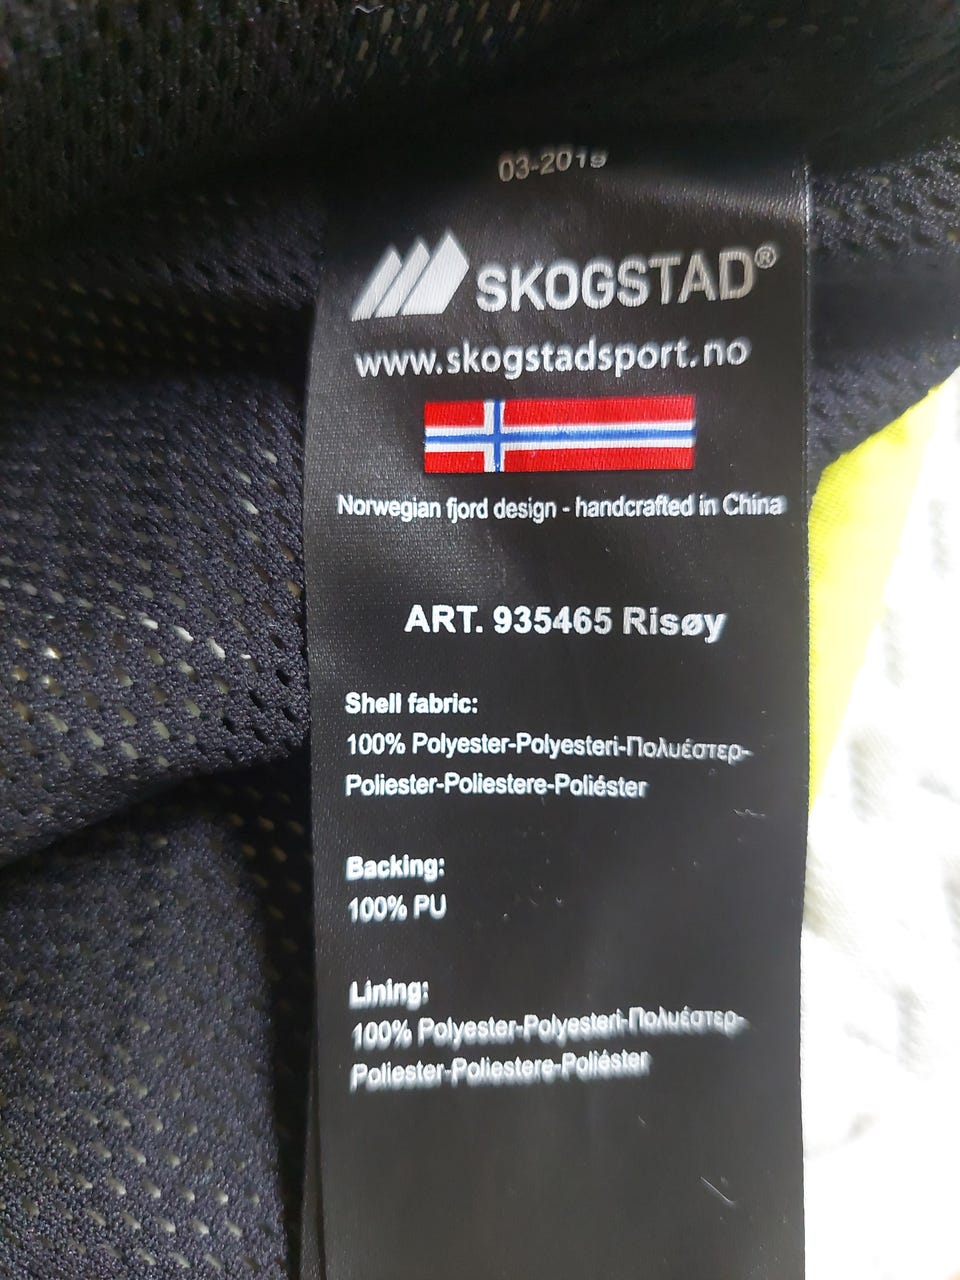 03-2019
SKOGSTAD®
www.skogstadsport.no
Norwegian fjord design - handcrafted in China
ART. 935465 Risøy
Shell fabric:
100% Polyester-Polyesteri-Πολυέστερ-
Poliester-Poliestere-Poliéster
Backing:
100% PU
Lining:
100% Polyester-Polyesteri-Πολυέστερ-
Poliester-Poliestere-Poliéster